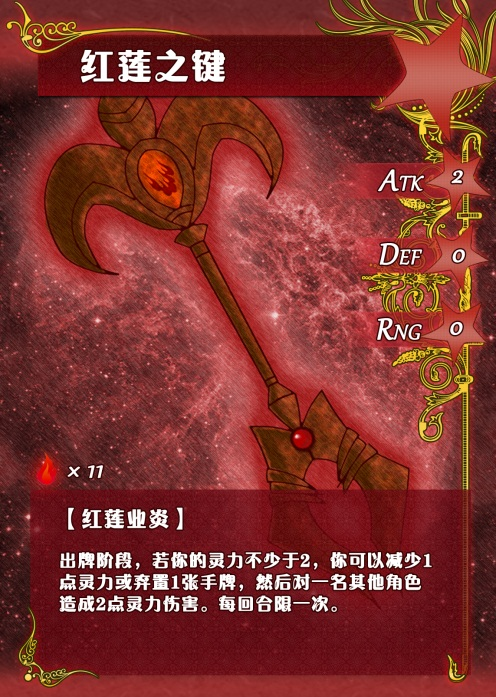 红莲之键
ATK 2
DEF 0
RNG 0
× 11
【红莲业炎】
出牌阶段，若你的灵力不少于2，你可以减少1
点灵力或弃置1张手牌，然后对一名其他角色
造成2点灵力伤害。每回合限一次。